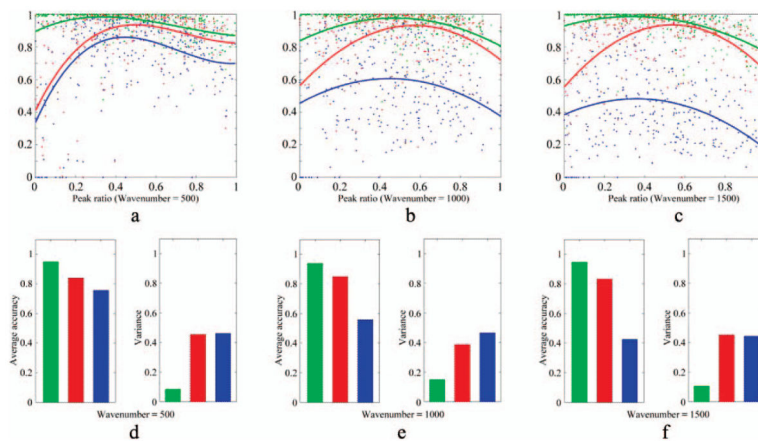 1 1 1
0.8 0.8 0.8
0.6 0.6 0.6
0.4 0.4 0.4
0.2 0.2 0.2
0 0 0
0 0.2 0.4 0.6 0.8 1 0 0.2 0.4 0.6 0.8 1 0 0.2 0.4 0.6 0.8
Peak ratio (Wavenumber = 500) Peak ratio (Wavenumber = 1000) Peak ratio (Wavenumber = 1500)
a b c
1 1 1 1 1 1
0.8 0.8 0.8 0.8 0.8 0.8
0.6 0.6 0.6 0.6 0.6 0.6
0.4 0.4 0.4 0.4 0.4 0.4
0.2 0.2 0.2 0.2 0.2 0.2
0 0 0 0 0 0
Average accuracy Variance Average accuracy Variance Average accuracy Variance
Wavenumber = 500 Wavenumber = 1000 Wavenumber = 1500
d e f